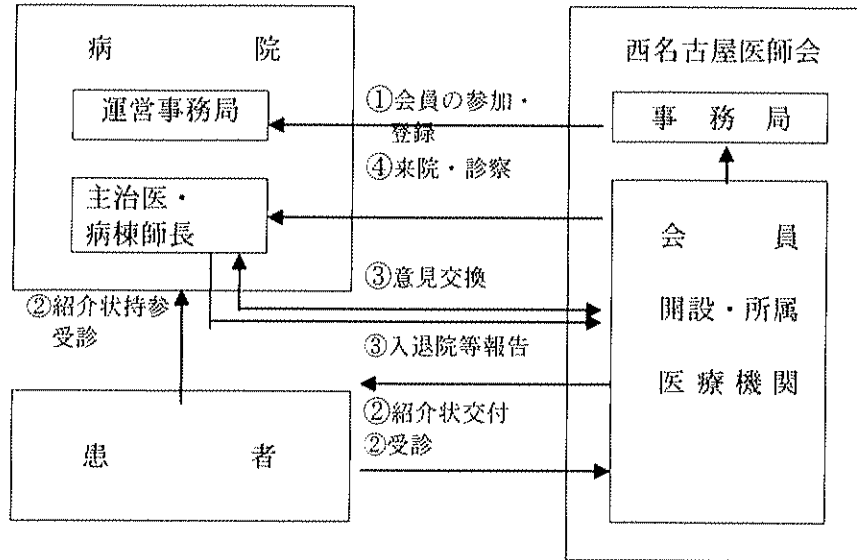 病院
西名古屋医師会
運営事務局
①会員の参加・
登録
事務局
④来院・診察
主治医・
病棟師長
会員
開設・所属
医療機関
③意見交換
②紹介状持参
受診
③入退院等報告
②紹介状交付
②受診
患者